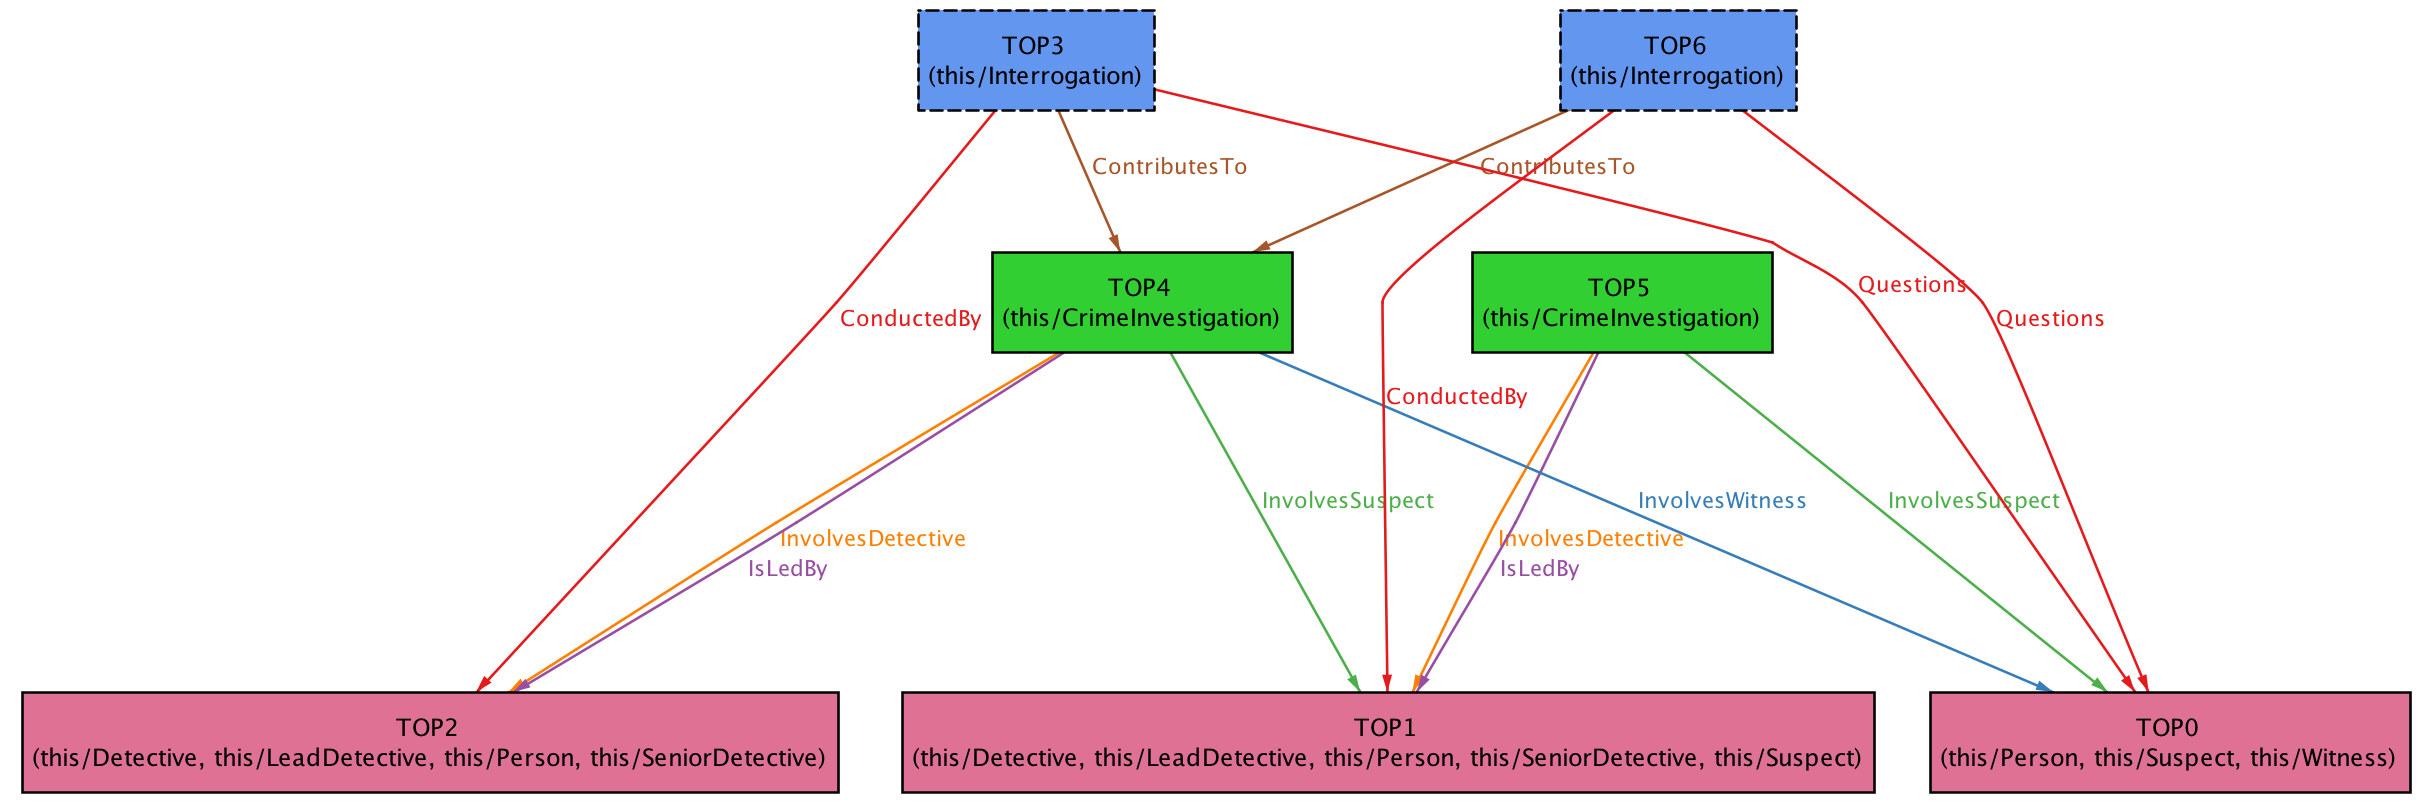 TOP3
(this/Interrogation)
TOP6
(this/Interrogation)
ContributesTo
ContributesTo
TOP4
(this/CrimeInvestigation)
TOP5
(this/CrimeInvestigation)
Questions
ConductedBy
Questions
ConductedBy
InvolvesSuspect
InvolvesWitness
InvolvesSuspect
InvolvesDetective
InvolvesDetective
IsLedBy
IsLedBy
TOP2
(this/Detective, this/LeadDetective, this/Person, this/SeniorDetective)
TOP1
(this/Detective, this/LeadDetective, this/Person, this/SeniorDetective, this/Suspect)
TOP0
(this/Person, this/Suspect, this/Witness)